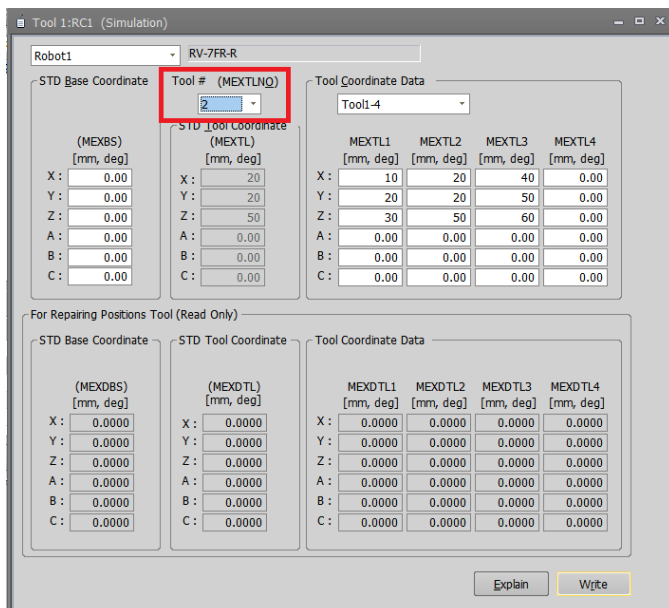 Tool 1:RC1 (Simulation)
Robot1 RV-7FR-R
STD Base Coordinate Tool # (MEXTLNO) Tool Coordinate Data
2 Tool1-4
STD Tool Coordinate
(MEXBS) (MEXTL) MEXTL1 MEXTL2 MEXTL3 MEXTL4
[mm, deg] [mm, deg] [mm, deg] [mm, deg] [mm, deg] [mm, deg]
X : 0.00 X : 20 X : 10 20 40 0.00
Y : 0.00 Y : 20 Y : 20 20 50 0.00
Z : 0.00 Z : 50 Z : 30 50 60 0.00
A : 0.00 A : 0.00 A : 0.00 0.00 0.00 0.00
B : 0.00 B : 0.00 B : 0.00 0.00 0.00 0.00
C : 0.00 C : 0.00 C : 0.00 0.00 0.00 0.00
For Repairing Positions Tool (Read Only)
STD Base Coordinate STD Tool Coordinate Tool Coordinate Data
(MEXDBS) (MEXDTL) MEXDTL1 MEXDTL2 MEXDTL3 MEXDTL4
[mm, deg] [mm, deg] [mm, deg] [mm, deg] [mm, deg] [mm, deg]
X : 0.0000 X : 0.0000 X : 0.0000 0.0000 0.0000 0.0000
Y : 0.0000 Y : 0.0000 Y : 0.0000 0.0000 0.0000 0.0000
Z : 0.0000 Z : 0.0000 Z : 0.0000 0.0000 0.0000 0.0000
A : 0.0000 A : 0.0000 A : 0.0000 0.0000 0.0000 0.0000
B : 0.0000 B : 0.0000 B : 0.0000 0.0000 0.0000 0.0000
C : 0.0000 C : 0.0000 C : 0.0000 0.0000 0.0000 0.0000
Explain Write